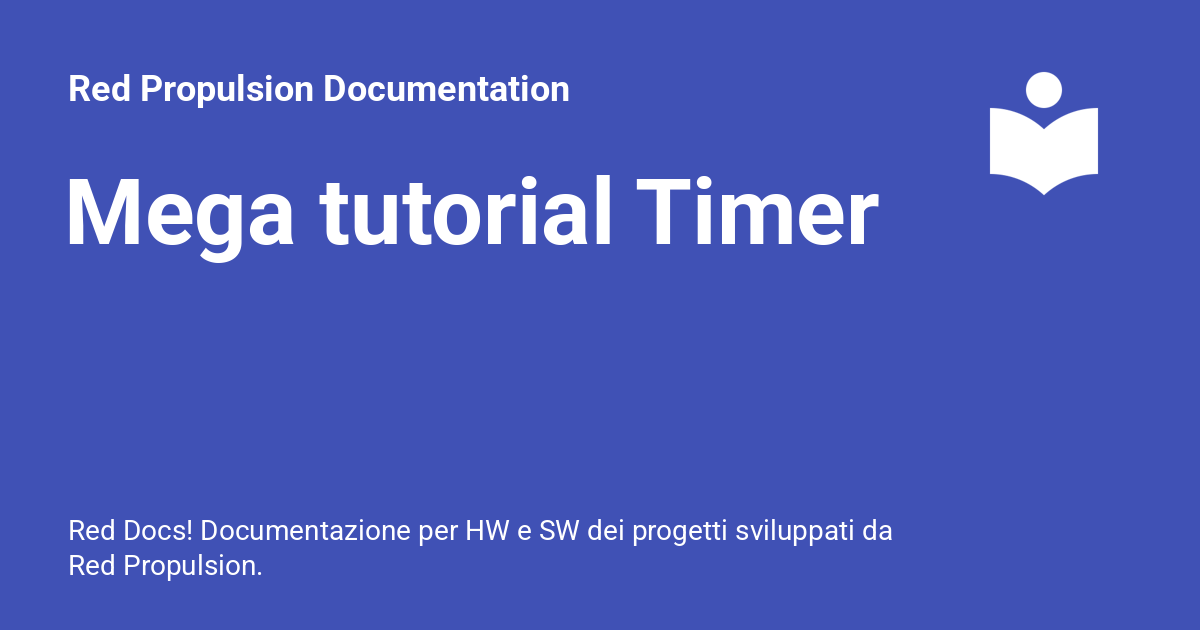 Red Propulsion Documentation
Mega tutorial Timer
Red Docs! Documentazione per HW e SW dei progetti sviluppati da
Red Propulsion.